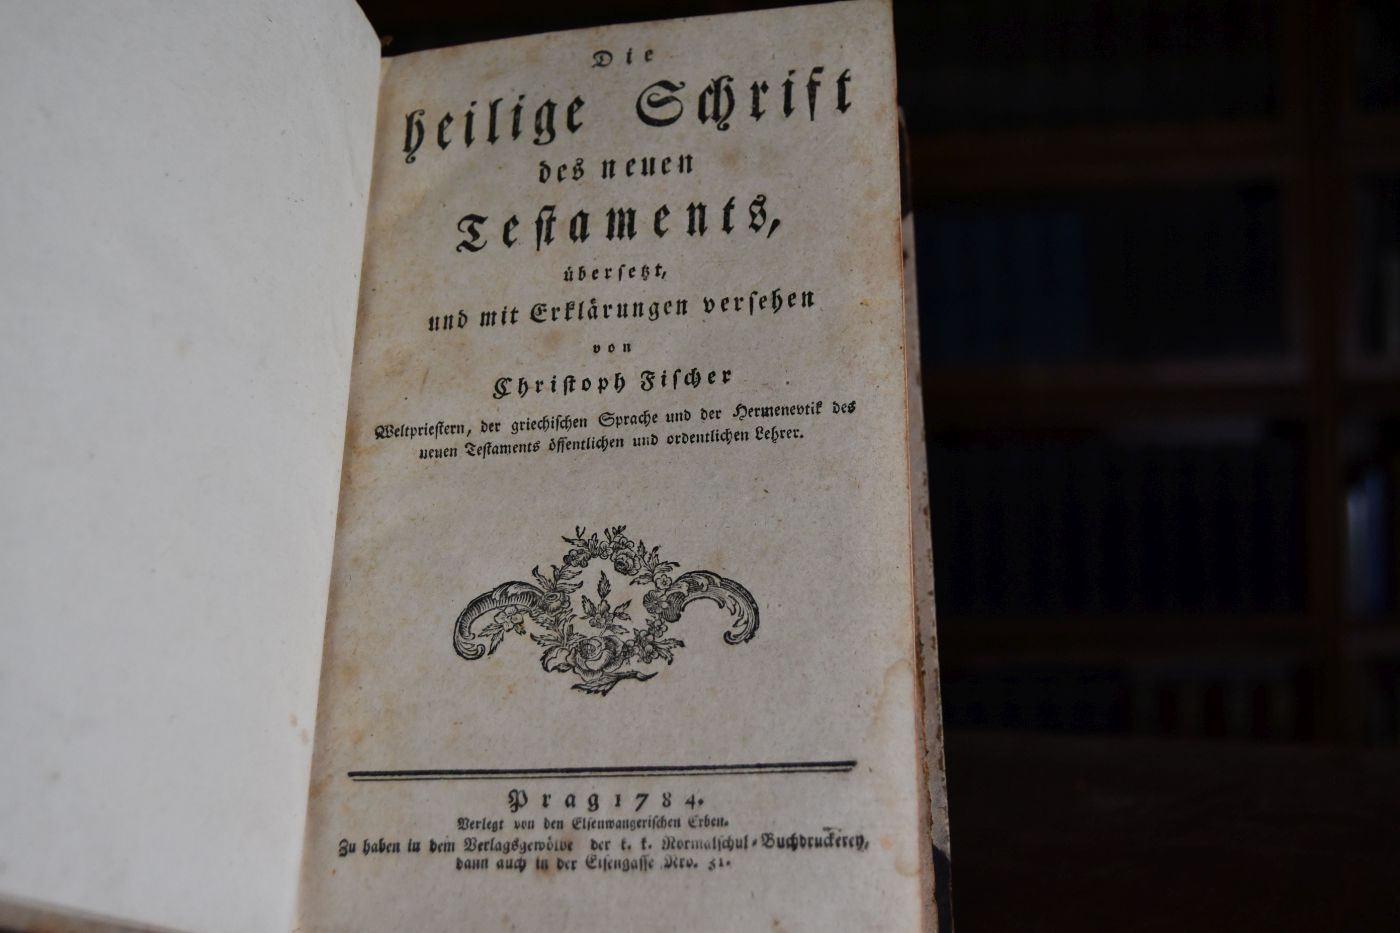 Die
heilige Schrift
des neuen
Teſtaments,
überſetzt,
und mit Erklärungen verſehen
von
Chriſtoph Fiſcher
Weltprieſtern, der griechiſchen Sprache und der Hermenevtik des
neuen Teſtaments öffentlichen und ordentlichen Lehrer.
Prag 1784.
Verlegt von den Elſenwangeriſchen Erben.
Zu haben in dem Verlagsgewölbe der k. k. Normalſchul-Buchdruckerey,
dann auch in der Eiſengaſſe Nro. 31.